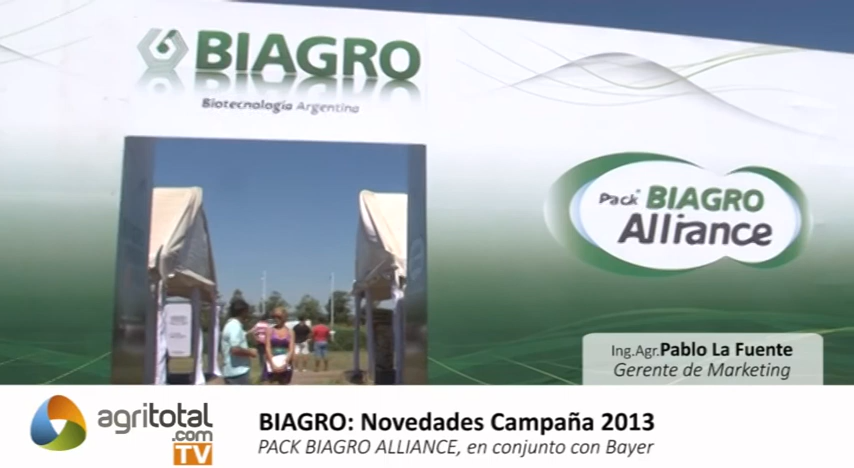 BIAGRO
Biotecnología Argentina
Pack BIAGRO
Alliance
Ing.Agr.Pablo La Fuente
Gerente de Marketing
agritotal
.com
TV
BIAGRO: Novedades Campaña 2013
PACK BIAGRO ALLIANCE, en conjunto con Bayer